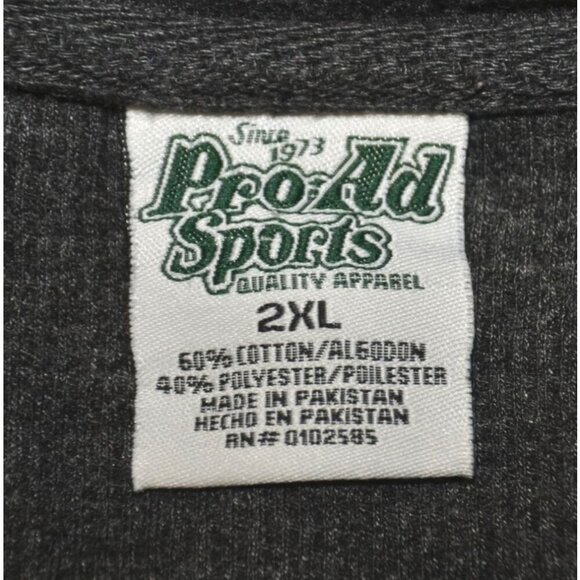 Since
1973
Pro-Ad
Sports
QUALITY APPAREL
2XL
60% COTTON/ALGODON
40% POLYESTER/POILESTER
MADE IN PAKISTAN
HECHO EN PAKISTAN
RN# 0102585